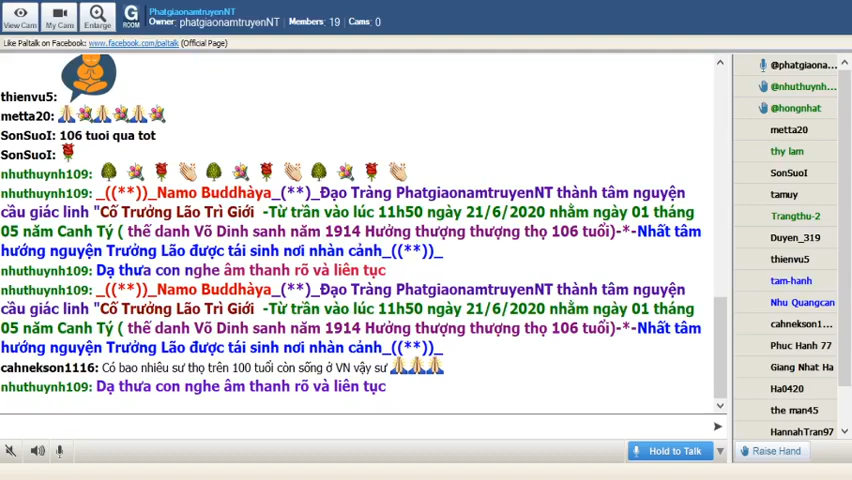 View Cam
My Cam
Enlarge
G
ROOM
PhatgiaonamtruyenNT
Owner: phatgiaonamtruyenNT Members: 19 Cams: 0
Like Paltalk on Facebook: www.facebook.com/paltalk (Official Page)
thienvu5:
metta20:
SonSuoI: 106 tuoi qua tot
SonSuoI:
nhuthuynh109:
nhuthuynh109: _((**))_Namo Buddhàya_(**)_Đạo Tràng PhatgiaonamtruyenNT thành tâm nguyện
cầu giác linh "Cố Trưởng Lão Trì Giới -Từ trần vào lúc 11h50 ngày 21/6/2020 nhằm ngày 01 tháng
05 năm Canh Tý ( thế danh Võ Dinh sanh năm 1914 Hưởng thượng thượng thọ 106 tuổi)-*-Nhất tâm
hướng nguyện Trưởng Lão được tái sinh nơi nhàn cảnh_((**))_
nhuthuynh109: Dạ thưa con nghe âm thanh rõ và liên tục
nhuthuynh109: _((**))_Namo Buddhàya_(**)_Đạo Tràng PhatgiaonamtruyenNT thành tâm nguyện
cầu giác linh "Cố Trưởng Lão Trì Giới -Từ trần vào lúc 11h50 ngày 21/6/2020 nhằm ngày 01 tháng
05 năm Canh Tý ( thế danh Võ Dinh sanh năm 1914 Hưởng thượng thượng thọ 106 tuổi)-*-Nhất tâm
hướng nguyện Trưởng Lão được tái sinh nơi nhàn cảnh_((**))_
cahnekson1116: Có bao nhiêu sư thọ trên 100 tuổi còn sống ở VN vậy sư
nhuthuynh109: Dạ thưa con nghe âm thanh rõ và liên tục
@phatgiaona...
@nhuthuynh...
@hongnhat
metta20
thy lam
SonSuoI
tamuy
Trangthu-2
Duyen_319
thienvu5
tam-hanh
Nhu Quangcan
cahnekson1...
Phuc Hanh 77
Giang Nhat Ha
Ha0420
the man45
HannahTran97
Hold to Talk
Raise Hand